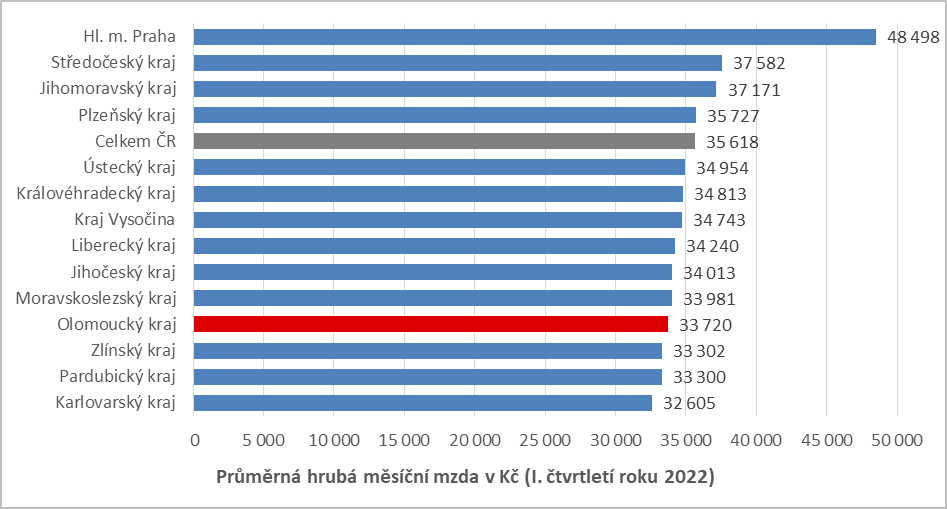 Hl. m. Praha 48 498
Středočeský kraj 37 582
Jihomoravský kraj 37 171
Plzeňský kraj 35 727
Celkem ČR 35 618
Ústecký kraj 34 954
Královéhradecký kraj 34 813
Kraj Vysočina 34 743
Liberecký kraj 34 240
Jihočeský kraj 34 013
Moravskoslezský kraj 33 981
Olomoucký kraj 33 720
Zlínský kraj 33 302
Pardubický kraj 33 300
Karlovarský kraj 32 605
0 5 000 10 000 15 000 20 000 25 000 30 000 35 000 40 000 45 000 50 000
Průměrná hrubá měsíční mzda v Kč (I. čtvrtletí roku 2022)